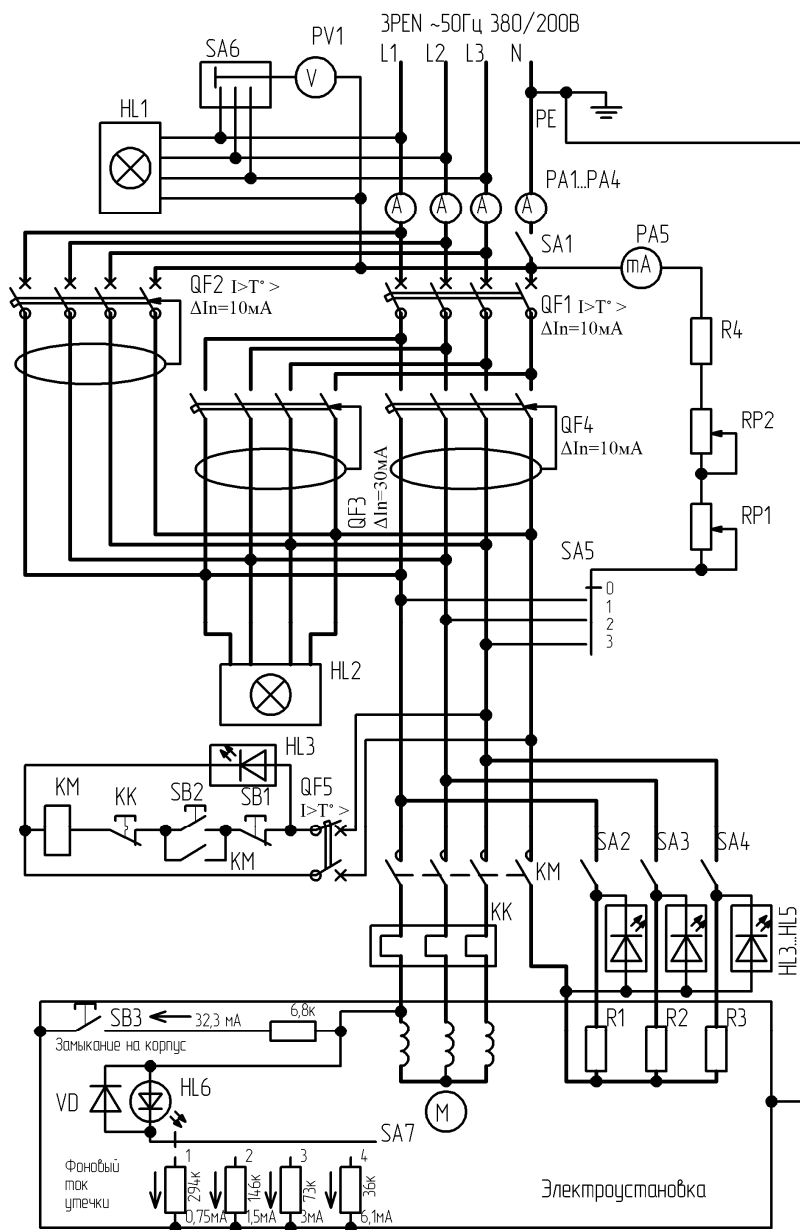 3PEN ~50Гц 380/200В
L1 L2 L3 N
SA6
PV1
V
HL1
PE
PA1...PA4
A A A A
SA1
PA5
mA
QF2 I>T° >
ΔIn=10мА
QF1 I>T° >
ΔIn=10мА
R4
RP2
QF4
ΔIn=10мА
QF3
ΔIn=30мА
RP1
SA5
0
1
2
3
HL2
HL3
KM
KK
SB2
SB1
QF5
I>T° >
KM
SA2 SA3 SA4
KM
KK
HL3...HL5
SB3
32,3 мА
6,8к
Замыкание на корпус
R1 R2 R3
VD
HL6
M
SA7
1 2 3 4
Фоновый
ток
утечки
294к 146к 73к 36к
0,75мА 1,5мА 3мА 6,1мА
Электроустановка